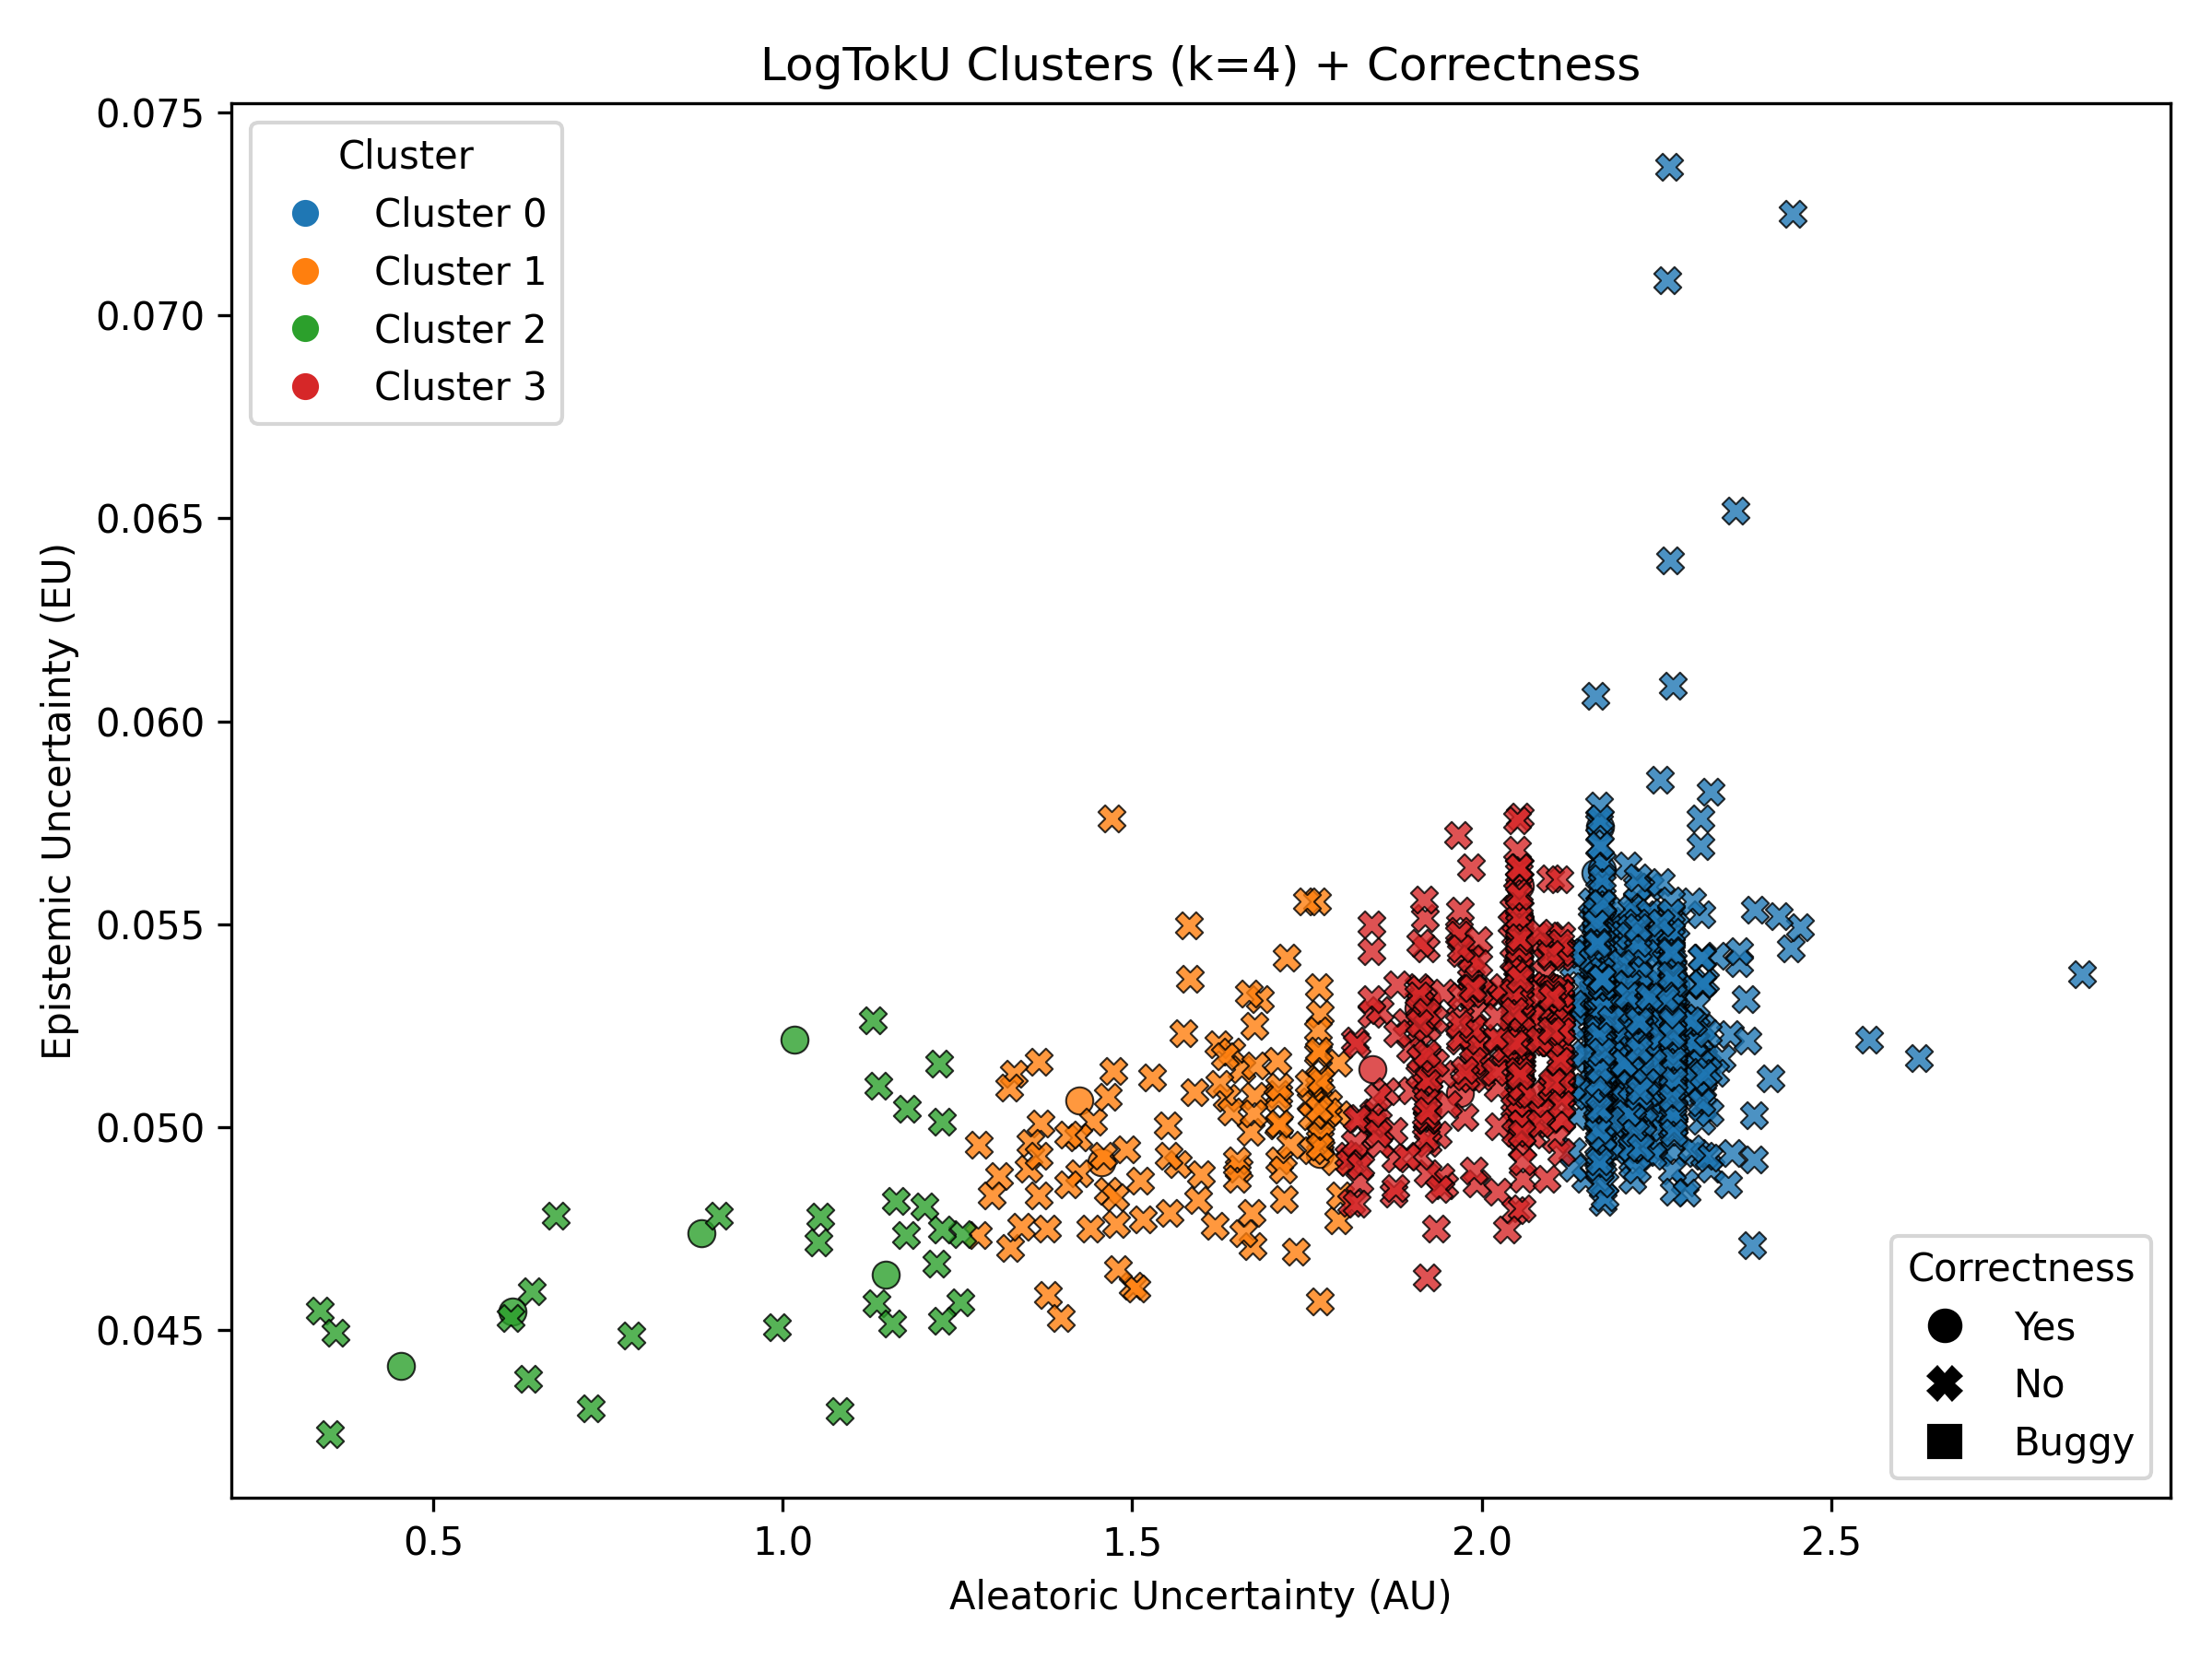 LogTokU Clusters (k=4) + Correctness
0.075
0.070
0.065
0.060
0.055
0.050
0.045
Epistemic Uncertainty (EU)
Cluster
Cluster 0
Cluster 1
Cluster 2
Cluster 3
Correctness
Yes
No
Buggy
0.5
1.0
1.5
2.0
2.5
Aleatoric Uncertainty (AU)